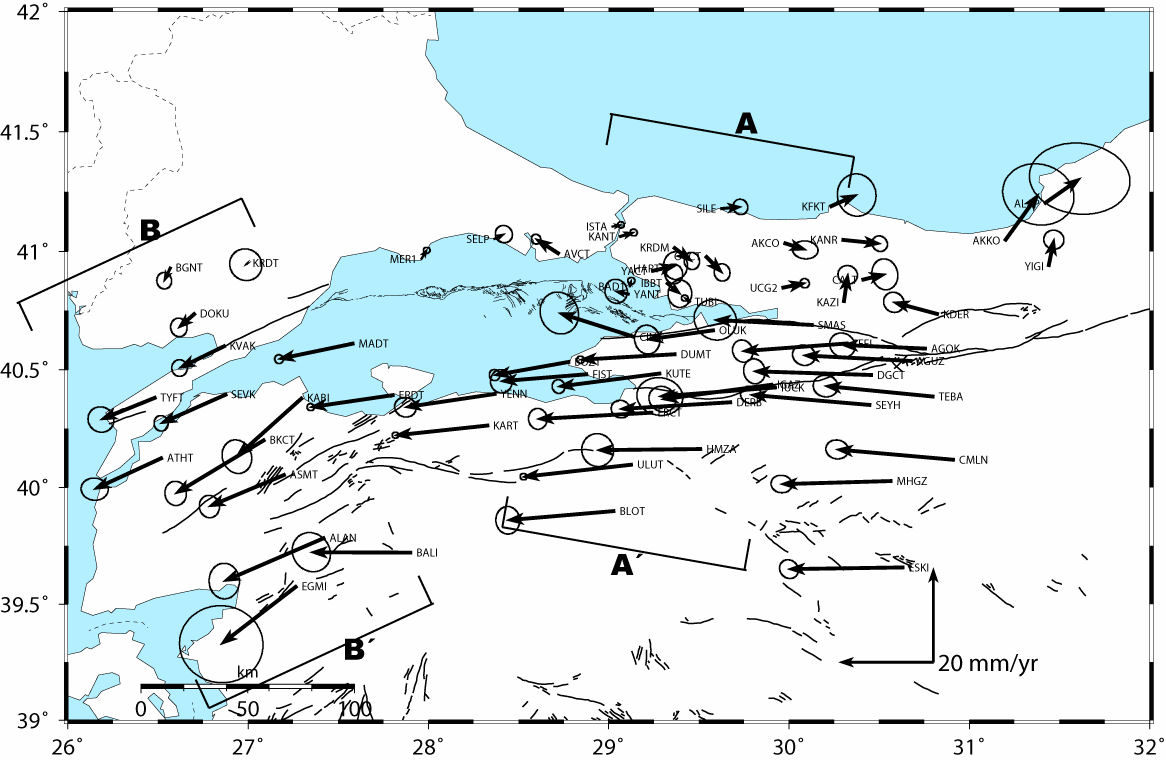 42˚
41.5˚
A
B
SILE
KFKT
ISTA
KANT
SELP
AVCT
MER1
KRDM
AKCO
KANR
AKKO
YIGI
BGNT
KRDT
YACT
IBBT
YANT
TUBI
UCG2
KAZI
41˚
DOKU
KDER
OLUK
SMAS
KVAK
MADT
DUMT
AGOK
40.5˚
FIST
KUTE
DGCT
TYFT
SEVK
KABI
ERDT
YENN
DERB
SEYH
TEBA
KART
BKCT
HMZA
ATHT
ASMT
ULUT
CMLN
MHGZ
40˚
BLOT
ALAN
BALI
A´
ESKI
EGMI
39.5˚
B´
20 mm/yr
km
0 50 100
39˚
26˚ 27˚ 28˚ 29˚ 30˚ 31˚ 32˚